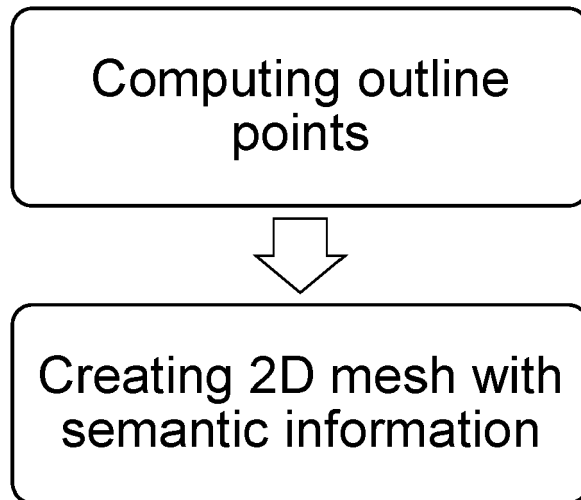 Computing outline
points
Creating 2D mesh with
semantic information